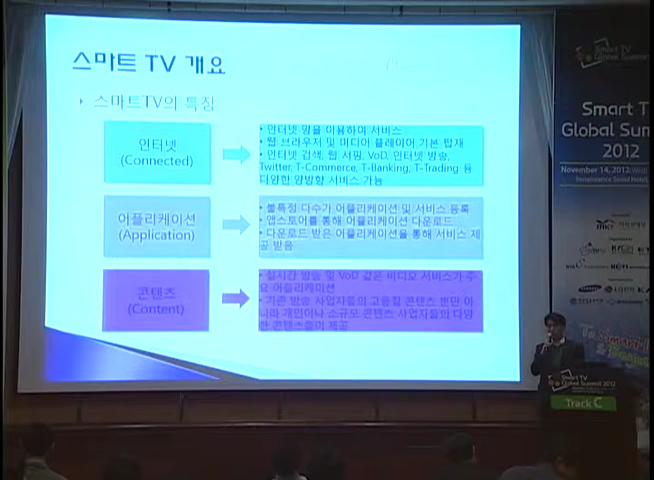 스마트 TV 개요
스마트TV의 특징
인터넷
(Connected)
• 인터넷 망을 이용하여 서비스
• 웹 브라우저 및 미디어 플레이어 기본 탑재
• 인터넷 검색, 웹 서핑, VoD, 인터넷 방송,
Twitter, T-Commerce, T-Banking, T-Trading 등
다양한 양방향 서비스 가능
어플리케이션
(Application)
• 불특정 다수가 어플리케이션 및 서비스 등록
• 앱스토어를 통해 어플리케이션 다운로드
• 다운로드 받은 어플리케이션을 통해 서비스 제
공 받음
콘텐츠
(Content)
• 실시간 방송 및 VoD 같은 비디오 서비스가 주
요 어플리케이션
• 기존 방송 사업자들의 고품질 콘텐츠 뿐만 아
니라 개인이나 소규모 콘텐츠 사업자들의 다양
한 콘텐츠들이 제공
Smart TV
Global Summit
Smart T
Global Sum
2012
November 14, 2012
SAMSUNG
Smart TV
Global Summit 2012
Track C